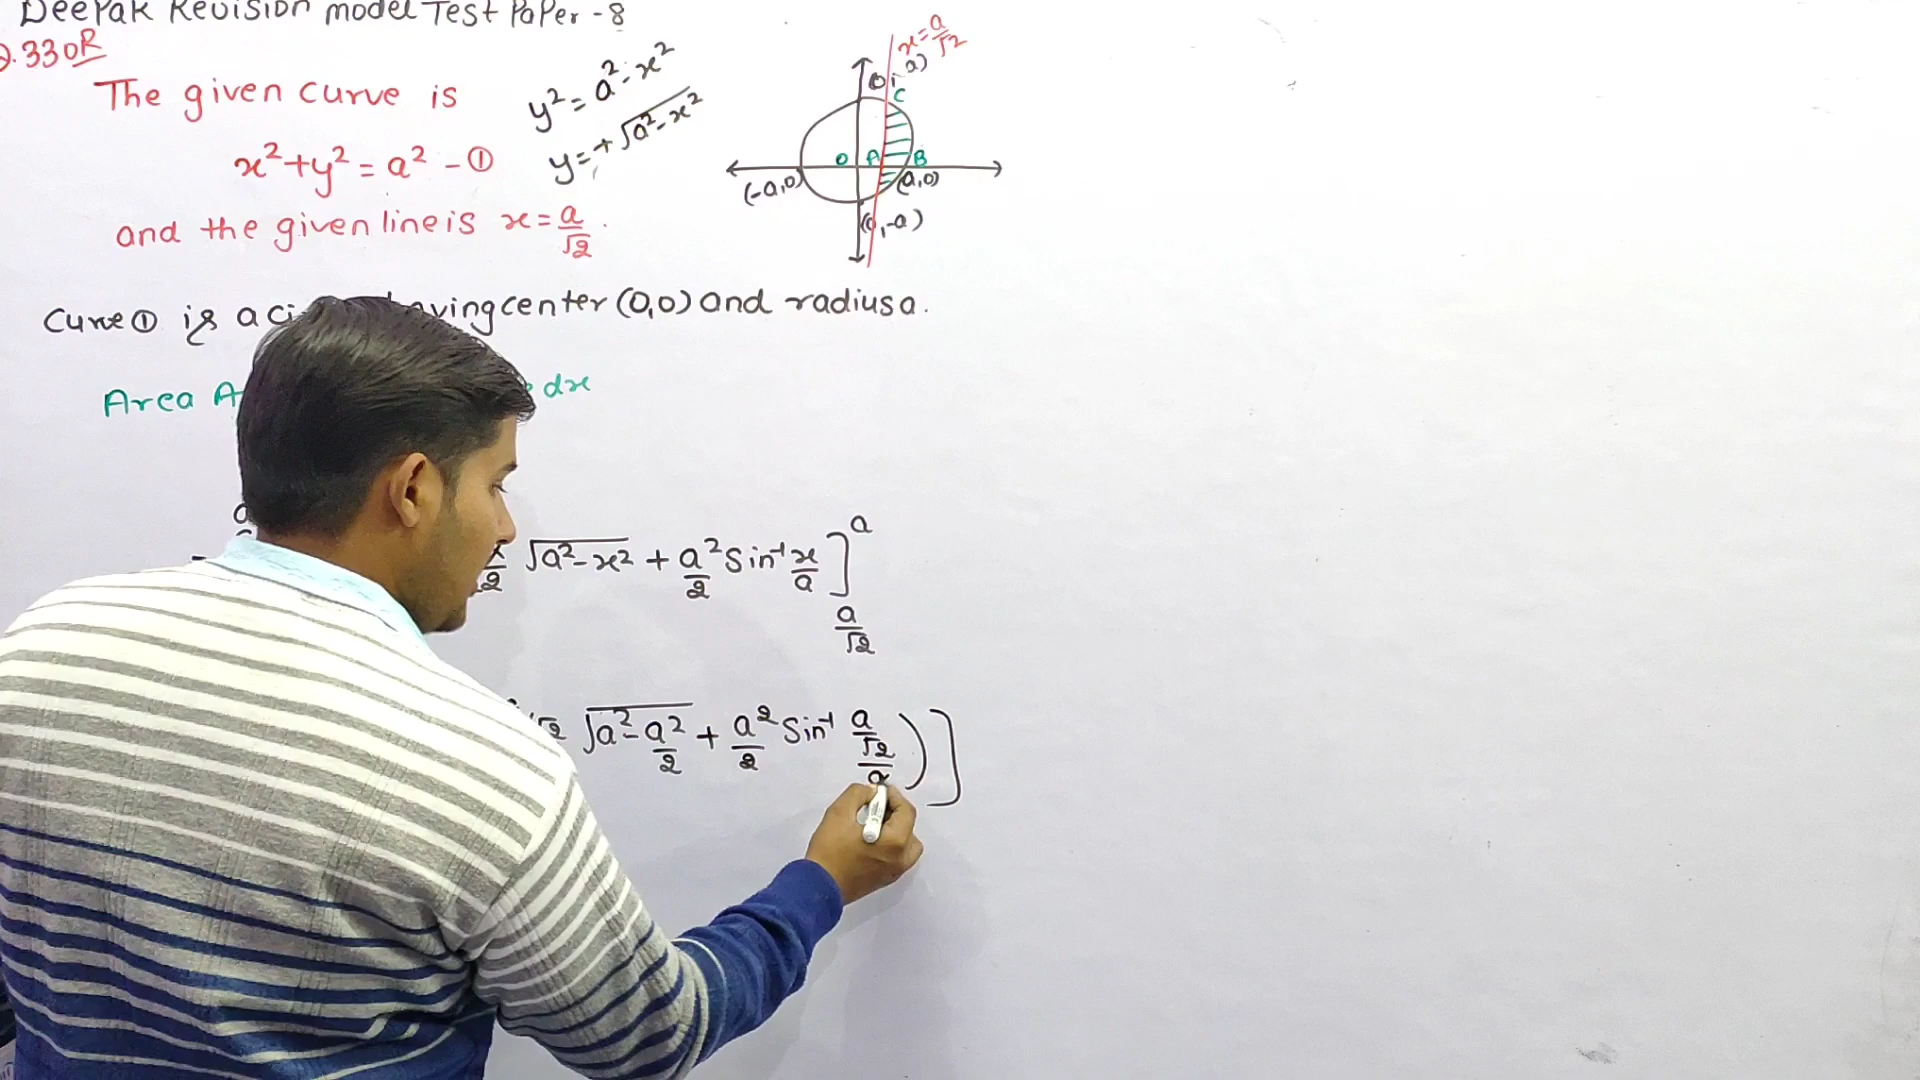 Deepak Revision model Test Paper - 8
Q.33 OR
The given curve is
x² + y² = a² - ①
and the given line is x = a/√2.
y² = a² - x²
y = + √a² - x²
x = a/√2
(0, a)
C
O A B
(-a,0) (a,0)
(0,-a)
Curve ① is a having center (0,0) and radius a.
Area A dx
x/2 √a² - x² + a²/2 Sin⁻¹ x/a ] a a/√2
√a² - a²/2 + a²/2 Sin⁻¹ a/√2/a ) ]